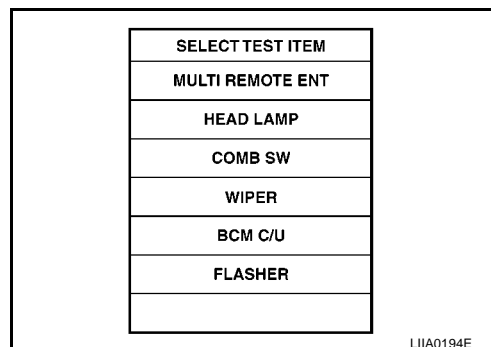 SELECT TEST ITEM
MULTI REMOTE ENT
HEAD LAMP
COMB SW
WIPER
BCM C/U
FLASHER
LIIA0194E